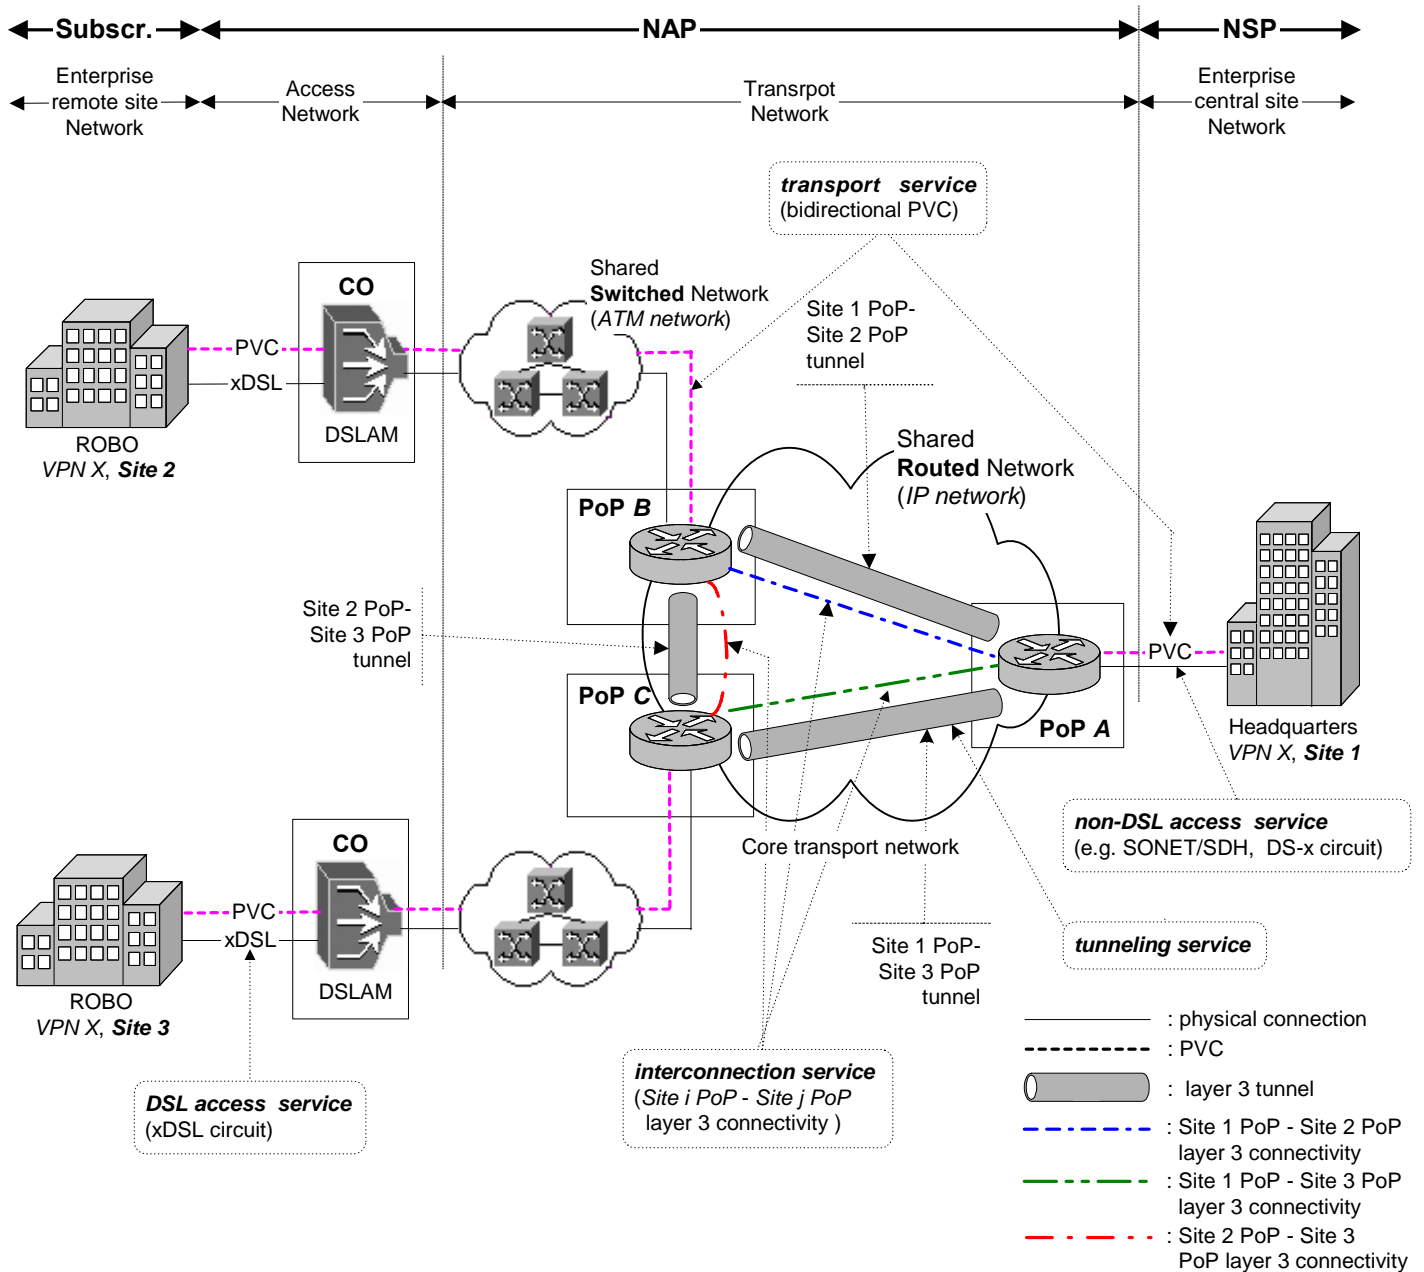 Subscr.
NAP
NSP
Enterprise
remote site
Network
Access
Network
Transrpot
Network
Enterprise
central site
Network
transport service
(bidirectional PVC)
CO
Shared
Switched Network
(ATM network)
Site 1 PoP-
Site 2 PoP
tunnel
PVC
xDSL
DSLAM
ROBO
VPN X, Site 2
Shared
Routed Network
(IP network)
PoP B
Site 2 PoP-
Site 3 PoP
tunnel
PVC
PoP C
PoP A
Headquarters
VPN X, Site 1
non-DSL access service
(e.g. SONET/SDH, DS-x circuit)
Core transport network
CO
PVC
xDSL
DSLAM
ROBO
VPN X, Site 3
Site 1 PoP-
Site 3 PoP
tunnel
tunneling service
interconnection service
(Site i PoP - Site j PoP
layer 3 connectivity )
DSL access service
(xDSL circuit)
: physical connection
: PVC
: layer 3 tunnel
: Site 1 PoP - Site 2 PoP
layer 3 connectivity
: Site 1 PoP - Site 3 PoP
layer 3 connectivity
: Site 2 PoP - Site 3
PoP layer 3 connectivity